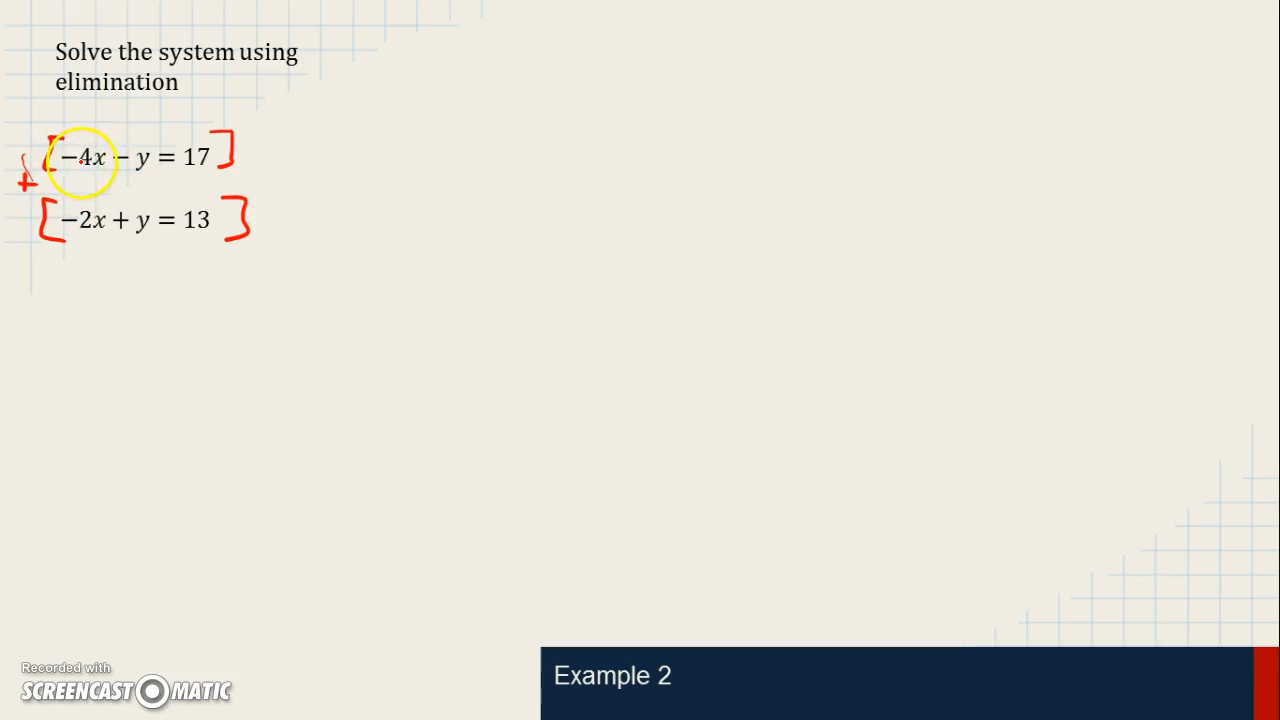 Solve the system using
elimination
[−4x − y = 17]
+
[−2x + y = 13]
Example 2
Recorded with
SCREENCAST MATIC